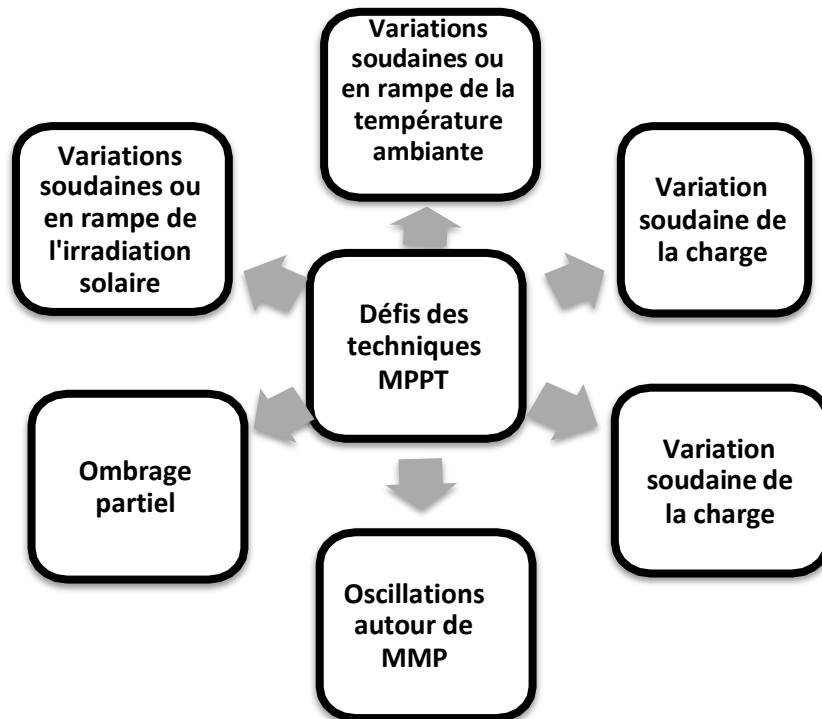 Variations
soudaines ou
en rampe de la
température
ambiante
Variations
soudaines ou
en rampe de
l'irradiation
solaire
Variation
soudaine de
la charge
Défis des
techniques
MPPT
Ombrage
partiel
Variation
soudaine de
la charge
Oscillations
autour de
MMP